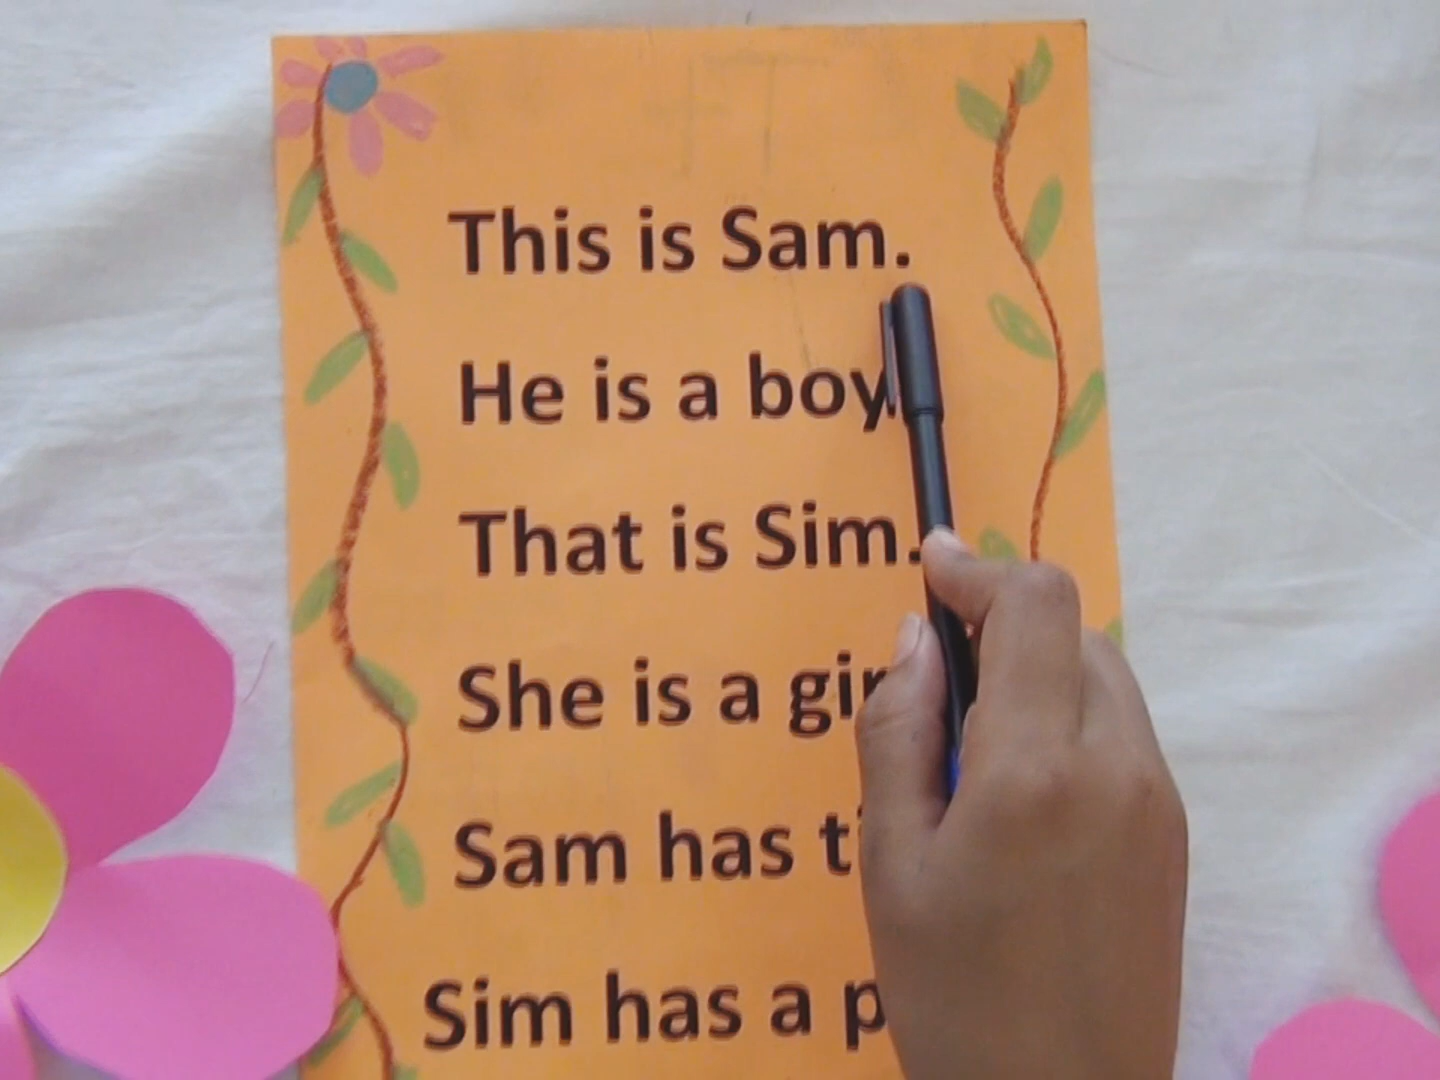 This is Sam.
He is a boy.
That is Sim.
She is a
Sam has
Sim has a